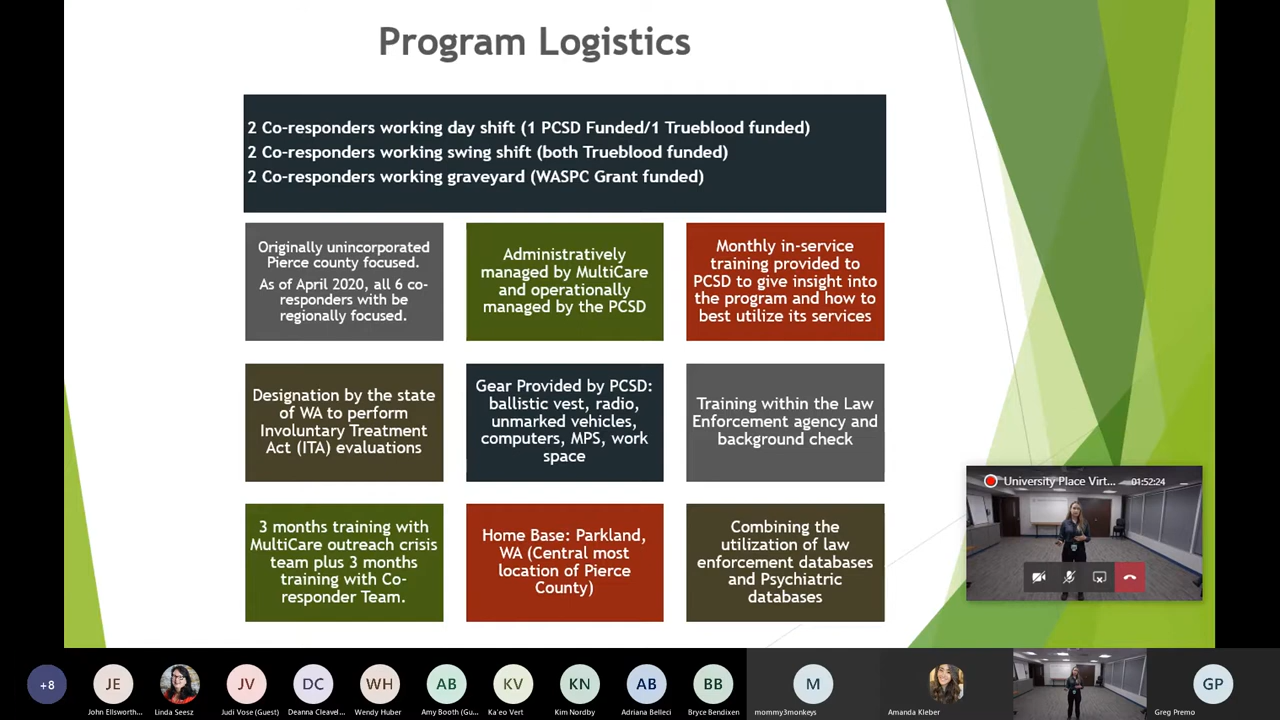 Program Logistics
2 Co-responders working day shift (1 PCSD Funded/1 Trueblood funded)
2 Co-responders working swing shift (both Trueblood funded)
2 Co-responders working graveyard (WASPC Grant funded)
Originally unincorporated
Pierce county focused.
As of April 2020, all 6 co-
responders with be
regionally focused.
Administratively
managed by MultiCare
and operationally
managed by the PCSD
Monthly in-service
training provided to
PCSD to give insight into
the program and how to
best utilize its services
Designation by the state
of WA to perform
Involuntary Treatment
Act (ITA) evaluations
Gear Provided by PCSD:
ballistic vest, radio,
unmarked vehicles,
computers, MPS, work
space
Training within the Law
Enforcement agency and
background check
3 months training with
MultiCare outreach crisis
team plus 3 months
training with Co-
responder Team.
Home Base: Parkland,
WA (Central most
location of Pierce
County)
Combining the
utilization of law
enforcement databases
and Psychiatric
databases
University Place Virt... 01:52:24
+8
JE
JV
DC
WH
AB
KV
KN
AB
BB
M
GP
John Ellsworth...
Linda Seesz
Judi Vose (Guest)
Deanna Cleavel...
Wendy Huber
Amy Booth (Gu...
Ka'eo Vert
Kim Nordby
Adriana Belleci
Bryce Bendixen
mommy3monkeys
Amanda Kleber
Greg Premo